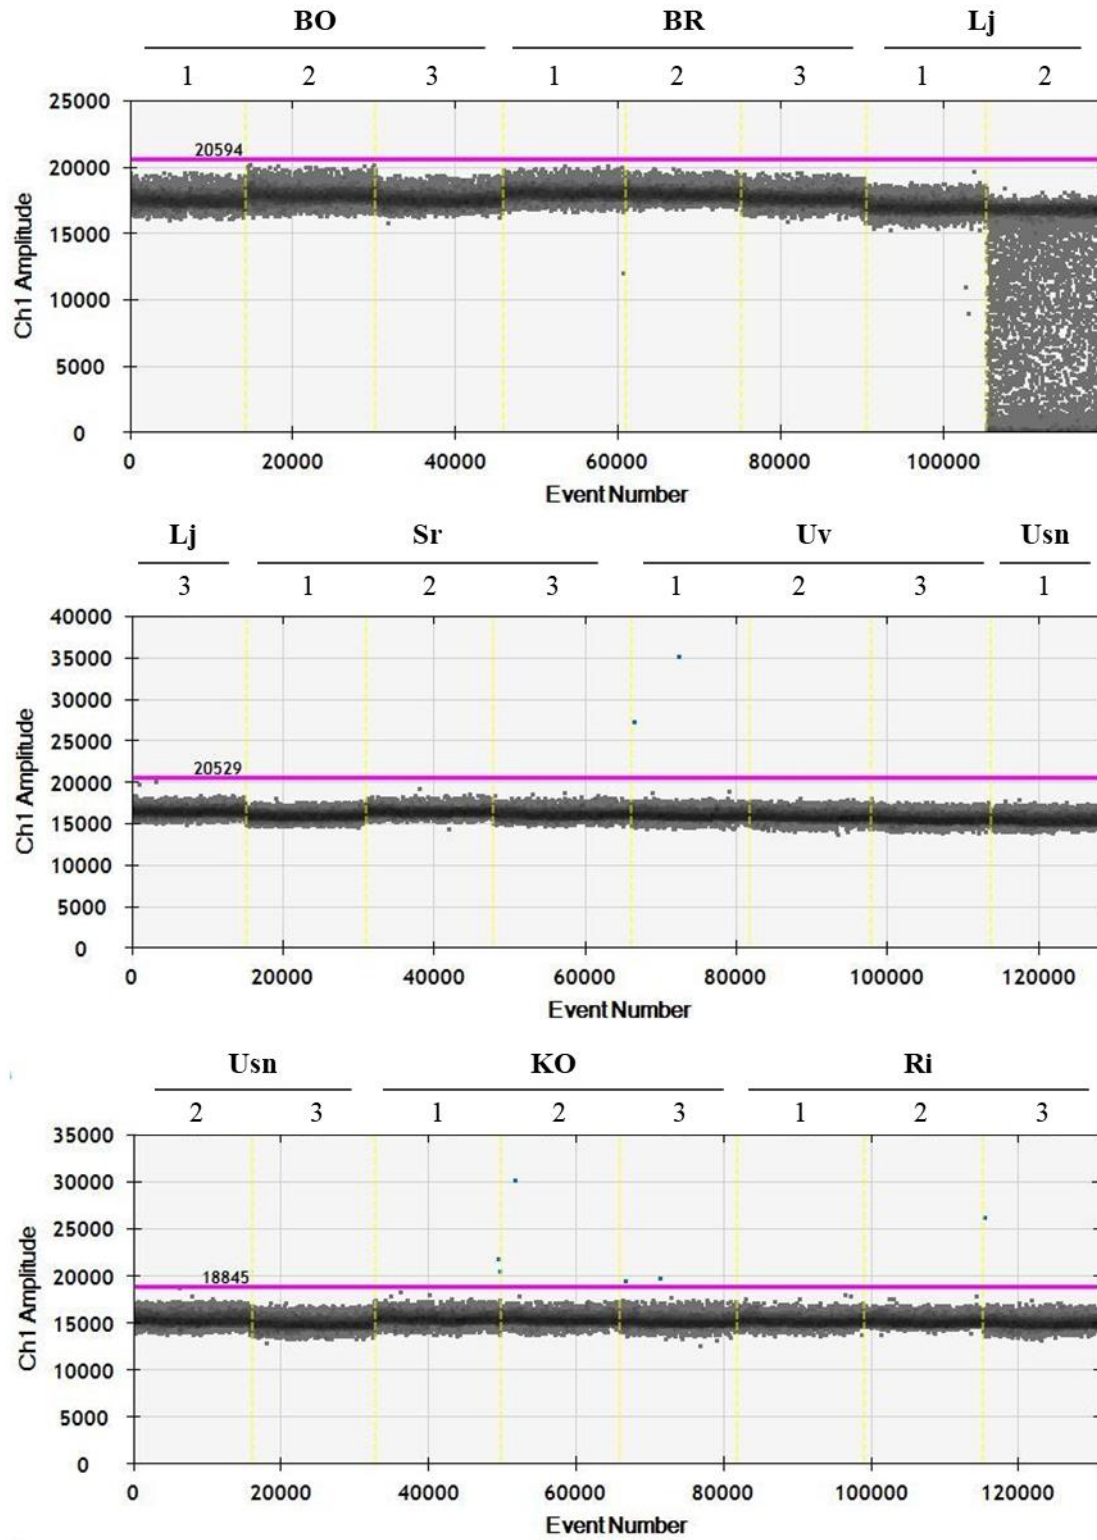 BO BR Lj
1 2 3 1 2 3 1 2
25000
20594
20000
15000
10000
5000
0
Ch1 Amplitude
0 20000 40000 60000 80000 100000
Event Number
Lj Sr Uv Usn
3 1 2 3 1 2 3 1
40000
35000
30000
25000
20529
20000
15000
10000
5000
0
Ch1 Amplitude
0 20000 40000 60000 80000 100000 120000
Event Number
Usn KO Ri
2 3 1 2 3 1 2 3
35000
30000
25000
20000
18845
15000
10000
5000
0
Ch1 Amplitude
0 20000 40000 60000 80000 100000 120000
Event Number